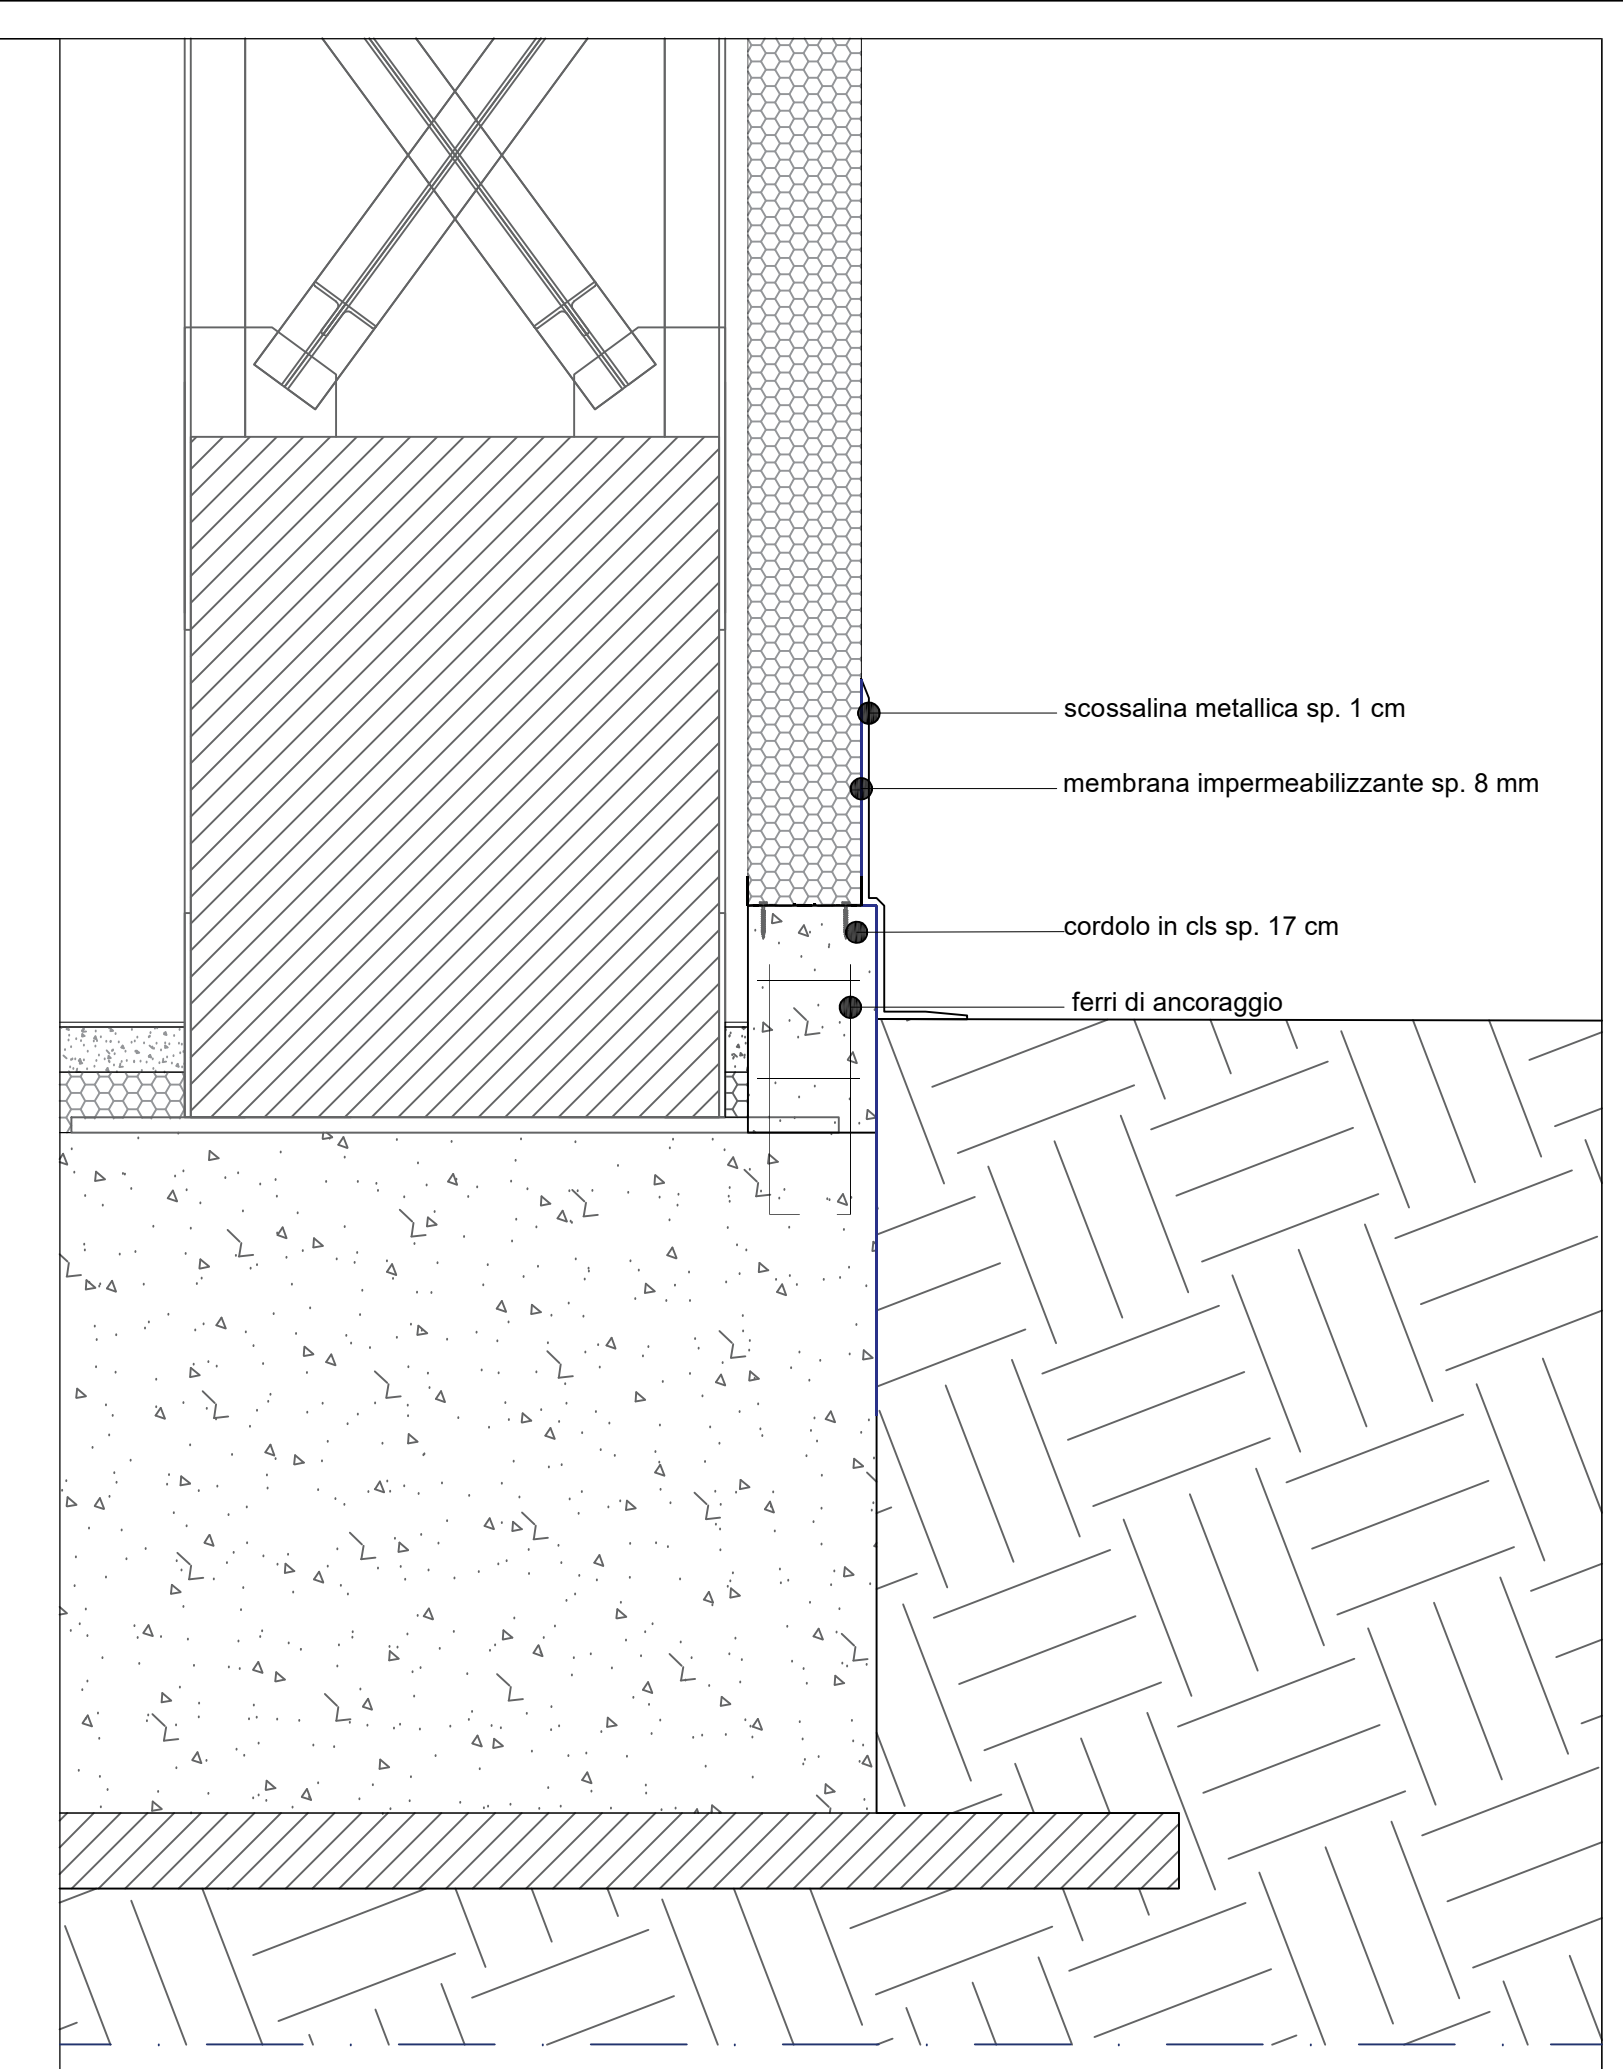 scossalina metallica sp. 1 cm
membrana impermeabilizzante sp. 8 mm
cordolo in cls sp. 17 cm
ferri di ancoraggio